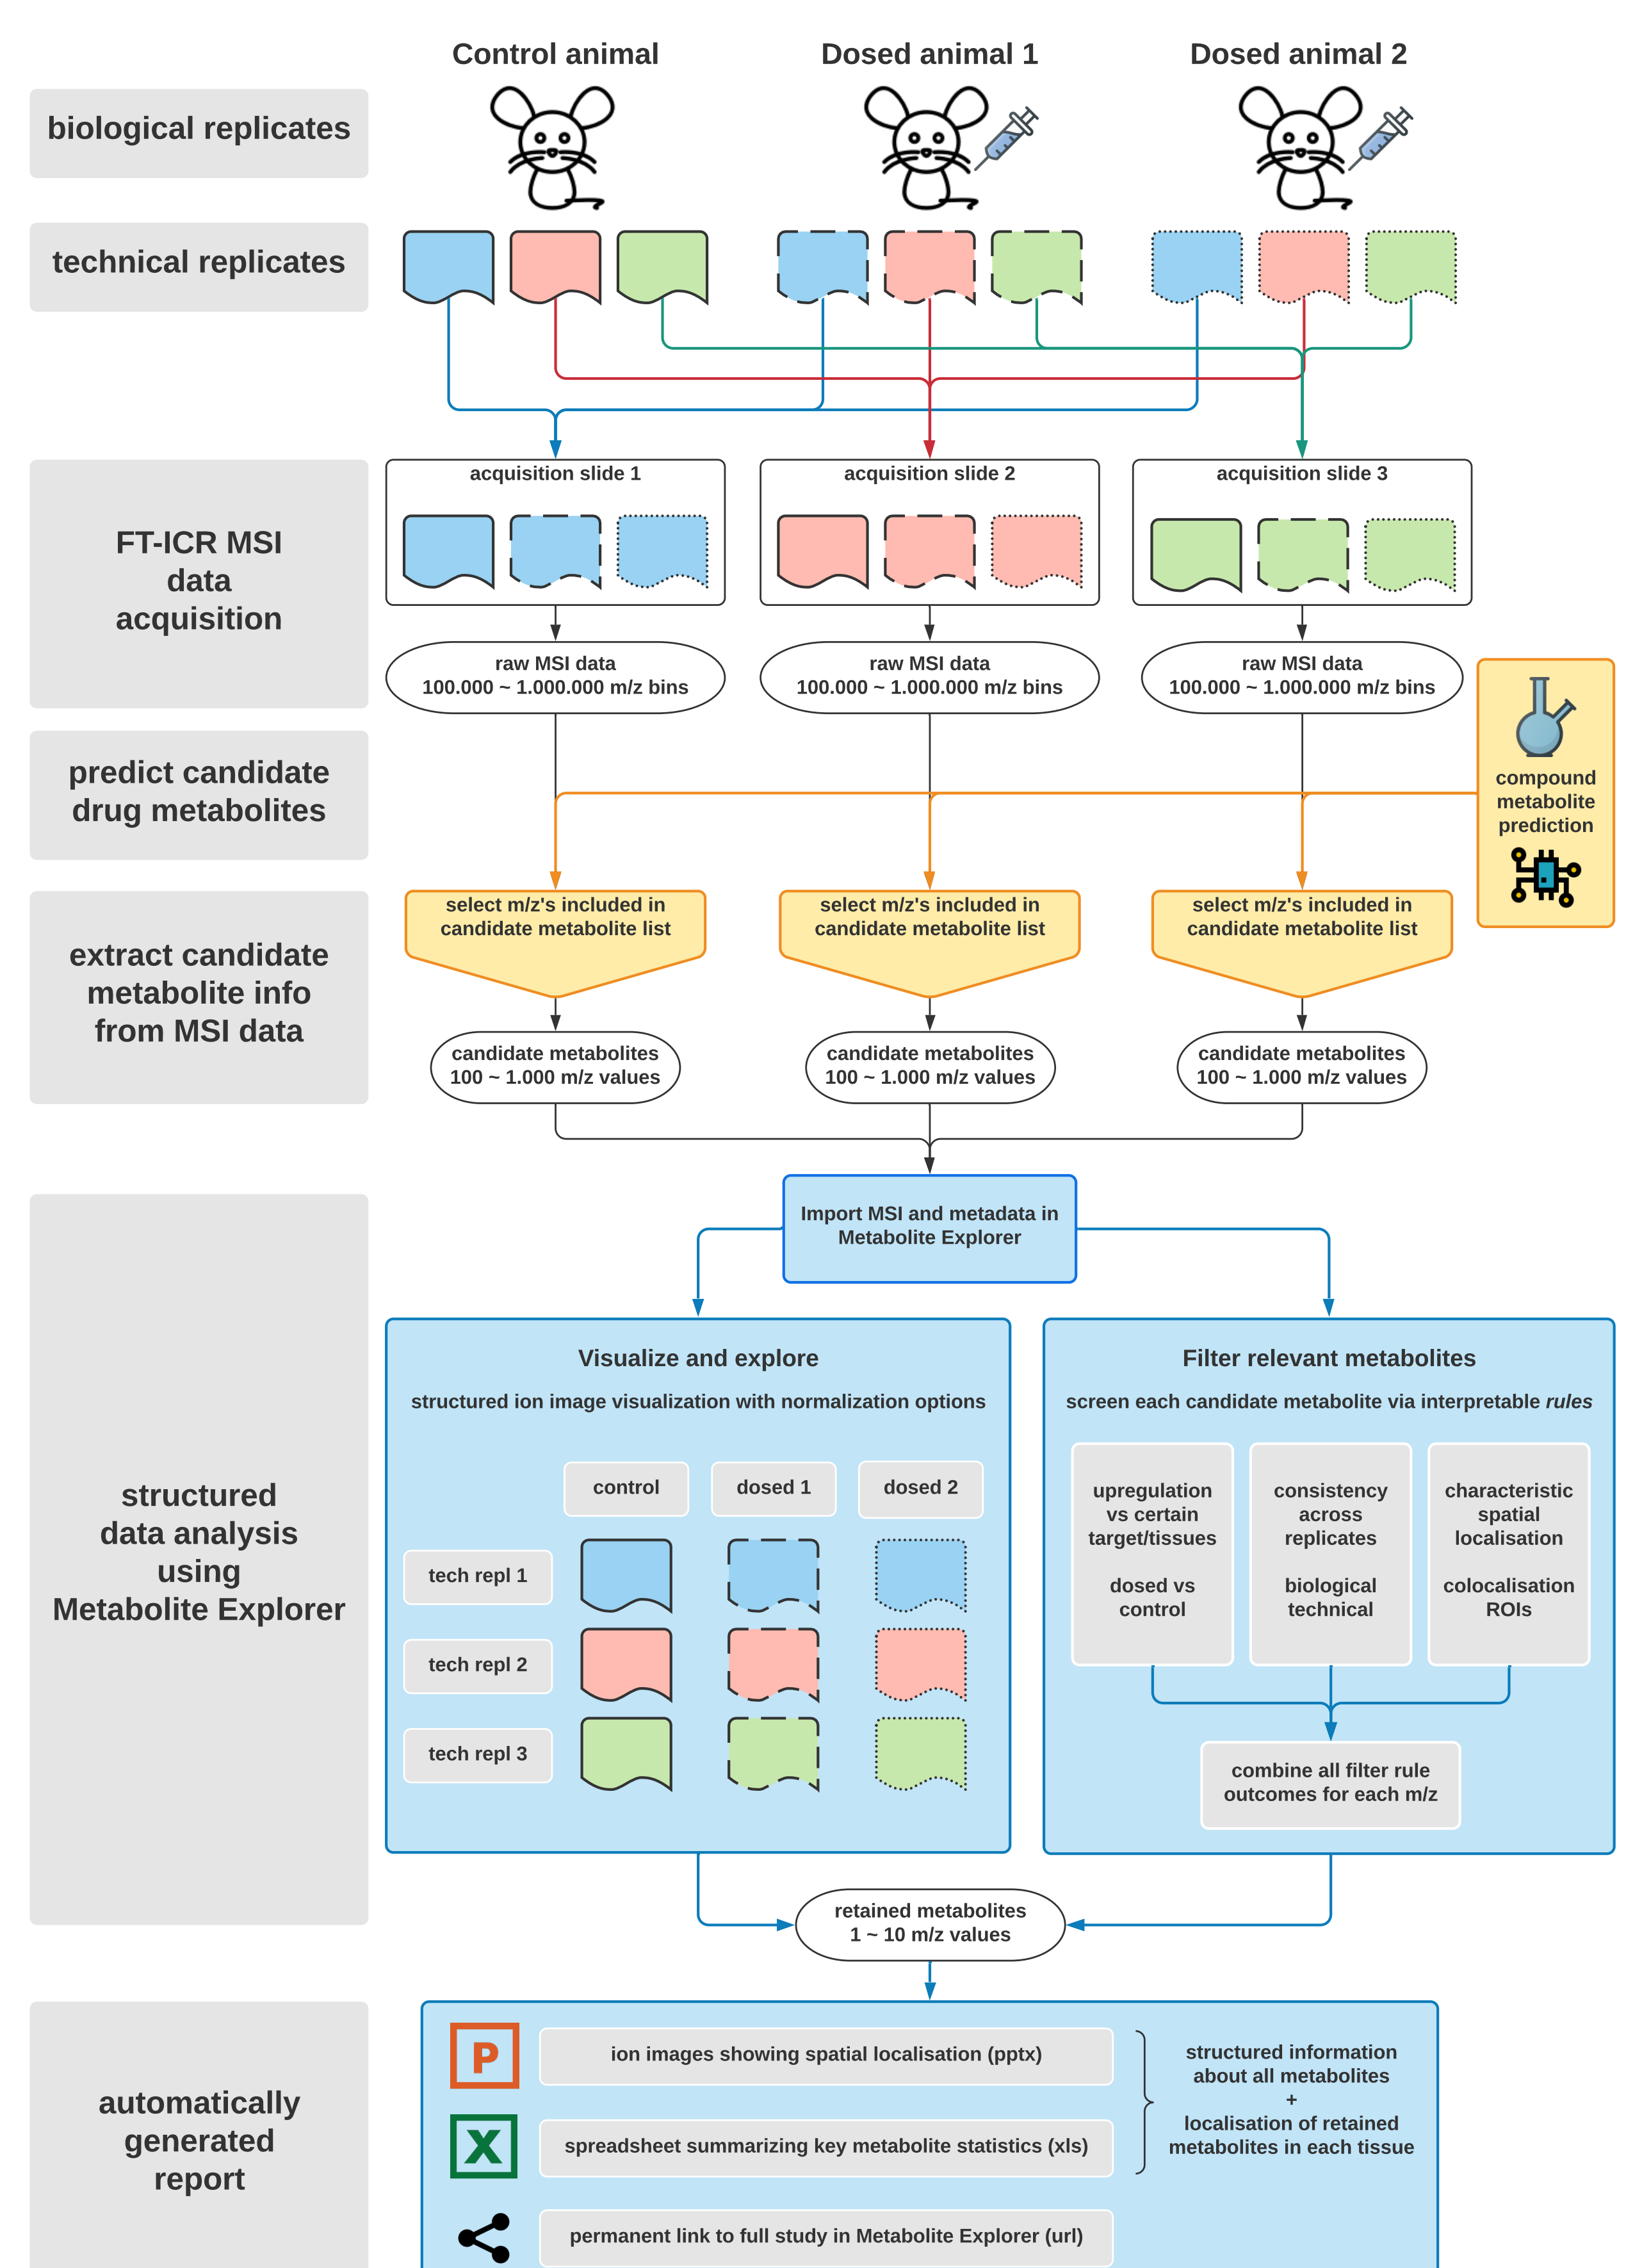 Control animal
Dosed animal 1
Dosed animal 2
biological replicates
technical replicates
FT-ICR MSI
data
acquisition
acquisition slide 1
acquisition slide 2
acquisition slide 3
raw MSI data
100.000 ~ 1.000.000 m/z bins
raw MSI data
100.000 ~ 1.000.000 m/z bins
raw MSI data
100.000 ~ 1.000.000 m/z bins
predict candidate
drug metabolites
compound
metabolite
prediction
extract candidate
metabolite info
from MSI data
select m/z's included in
candidate metabolite list
select m/z's included in
candidate metabolite list
select m/z's included in
candidate metabolite list
candidate metabolites
100 ~ 1.000 m/z values
candidate metabolites
100 ~ 1.000 m/z values
candidate metabolites
100 ~ 1.000 m/z values
structured
data analysis
using
Metabolite Explorer
Import MSI and metadata in
Metabolite Explorer
Visualize and explore
structured ion image visualization with normalization options
control
dosed 1
dosed 2
tech repl 1
tech repl 2
tech repl 3
Filter relevant metabolites
screen each candidate metabolite via interpretable rules
upregulation
vs certain
target/tissues
dosed vs
control
consistency
across
replicates
biological
technical
characteristic
spatial
localisation
colocalisation
ROIs
combine all filter rule
outcomes for each m/z
retained metabolites
1 ~ 10 m/z values
automatically
generated
report
P
ion images showing spatial localisation (pptx)
X
spreadsheet summarizing key metabolite statistics (xls)
permanent link to full study in Metabolite Explorer (url)
structured information
about all metabolites
+
localisation of retained
metabolites in each tissue